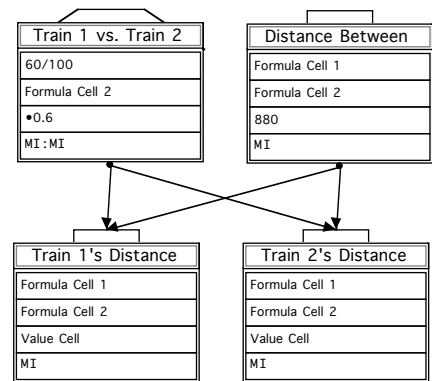 Train 1 vs. Train 2
60/100
Formula Cell 2
•0.6
MI:MI
Distance Between
Formula Cell 1
Formula Cell 2
880
MI
Train 1's Distance
Formula Cell 1
Formula Cell 2
Value Cell
MI
Train 2's Distance
Formula Cell 1
Formula Cell 2
Value Cell
MI